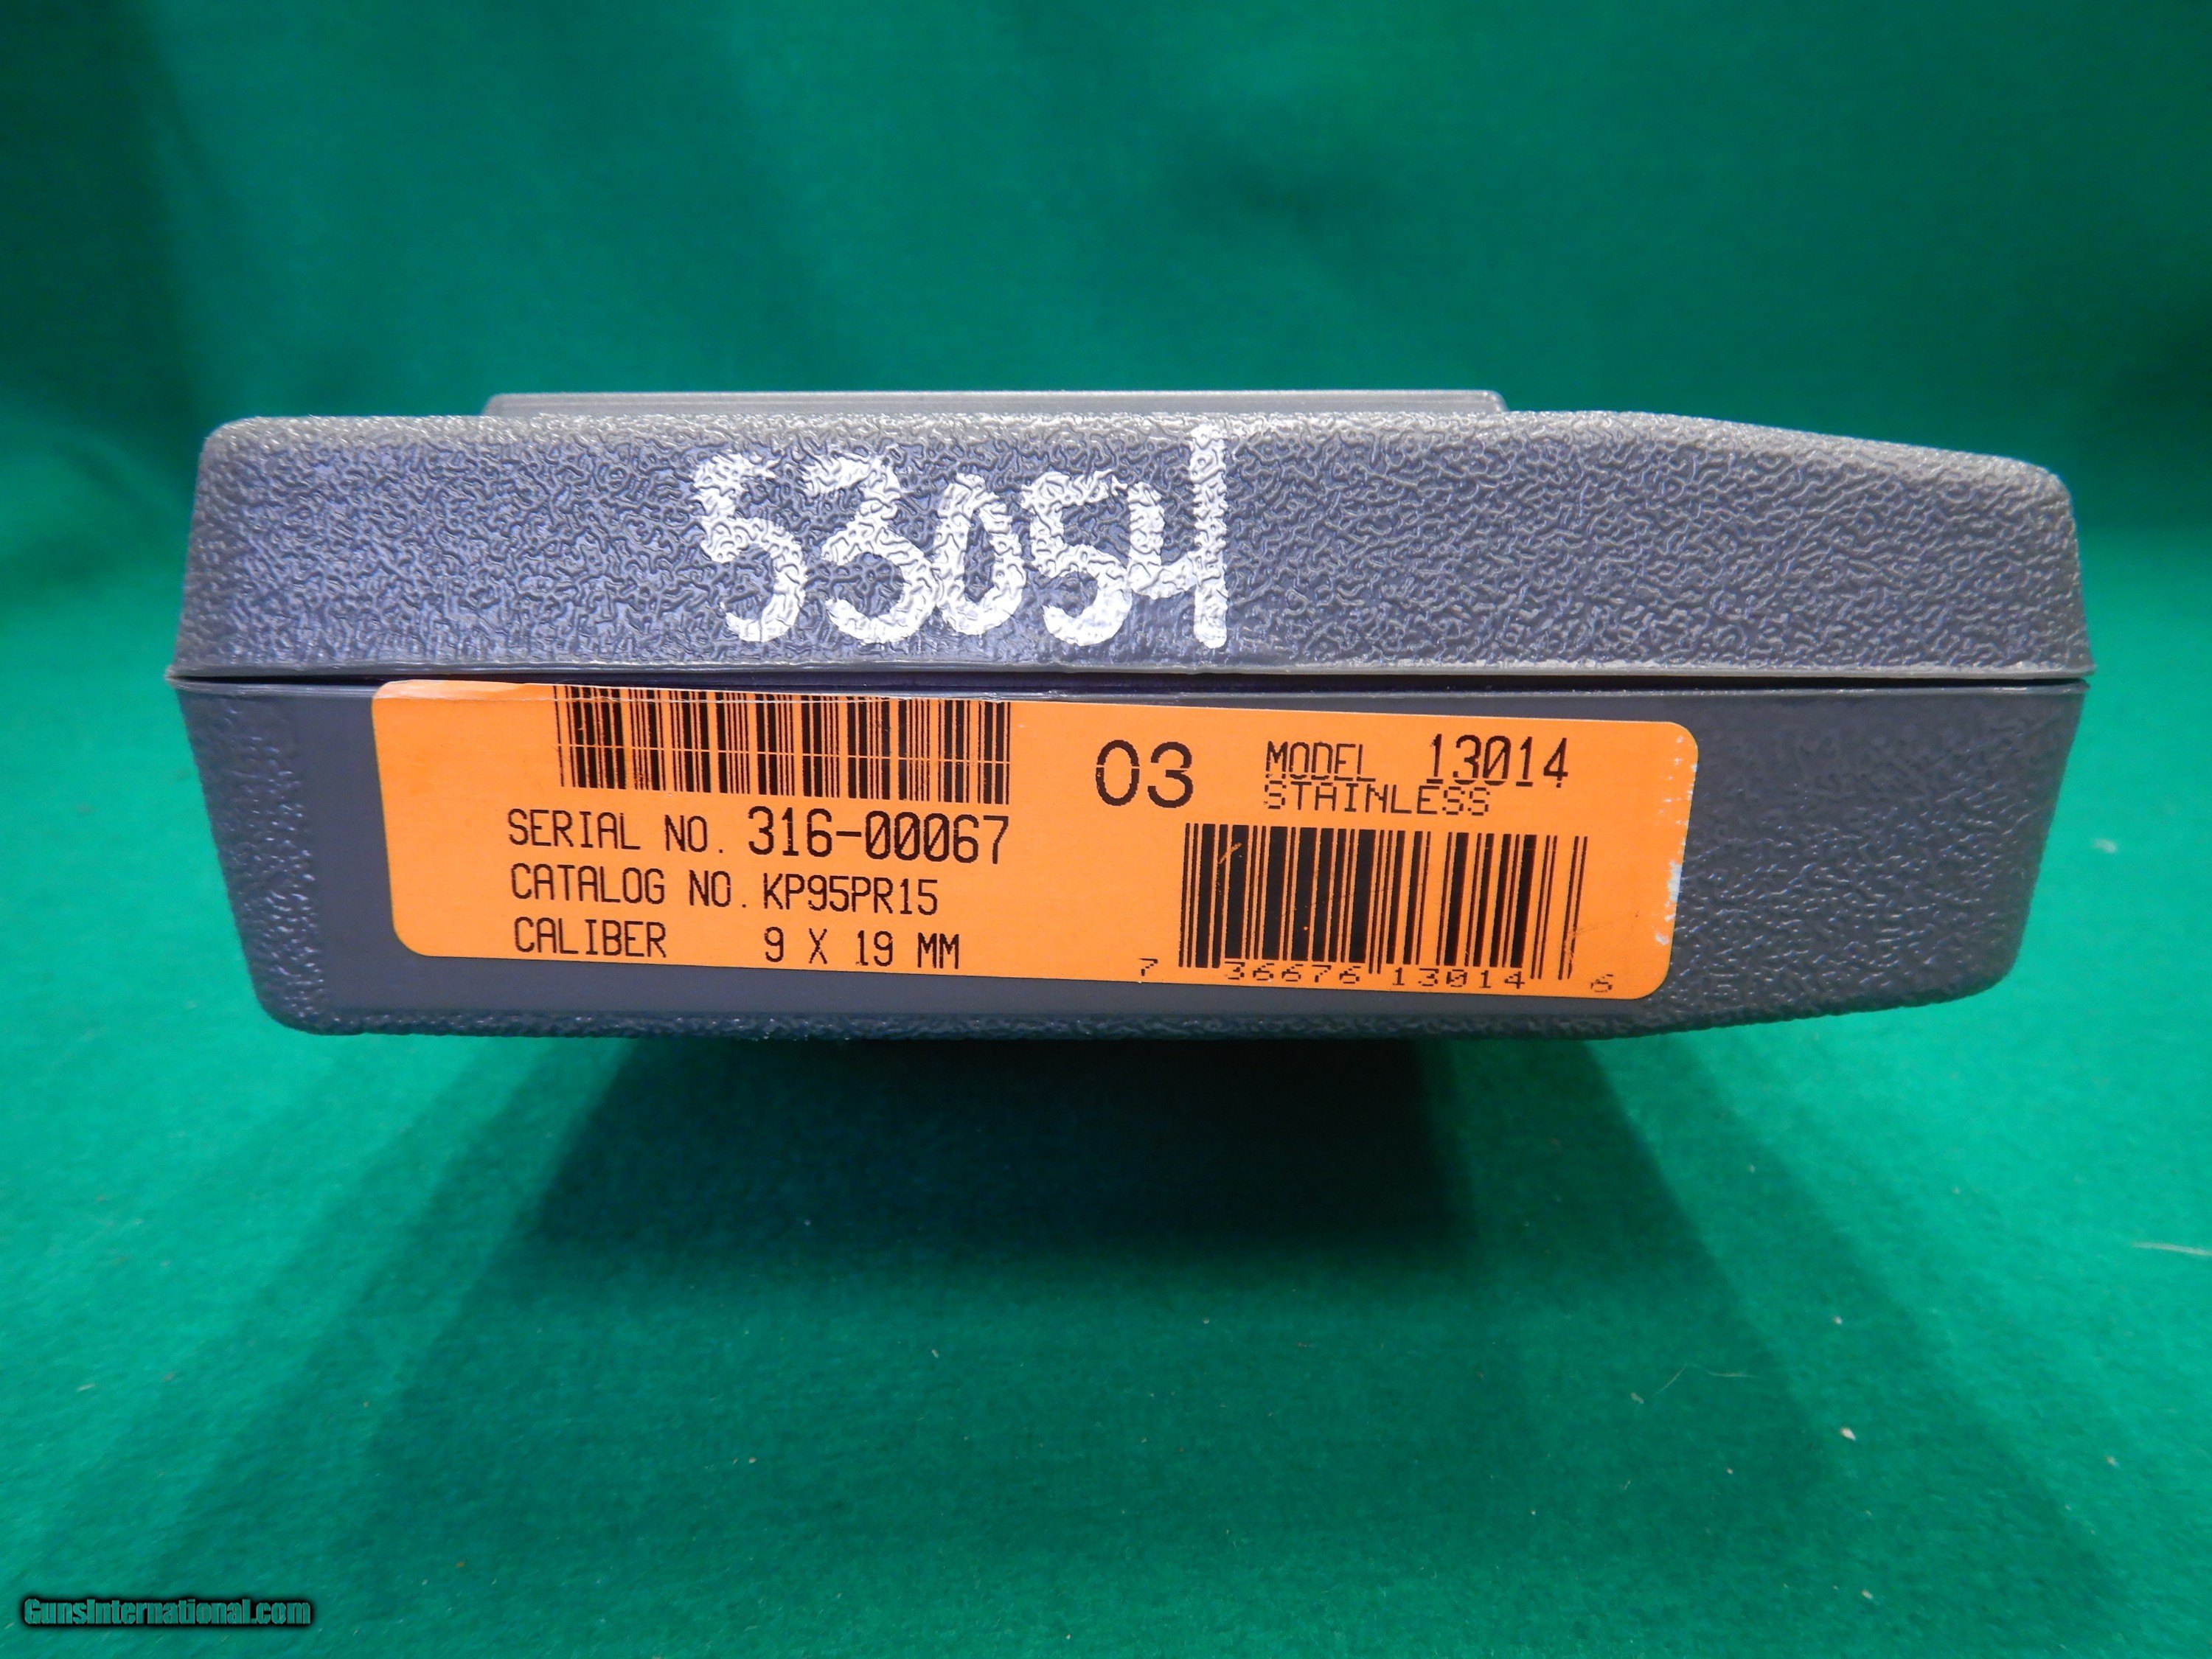 53054
SERIAL NO. 316-00067
CATALOG NO. KP95PR15
CALIBER 9 X 19 MM
03
MODEL 13014
STAINLESS
7 36676 13014 6
GunsInternational.com